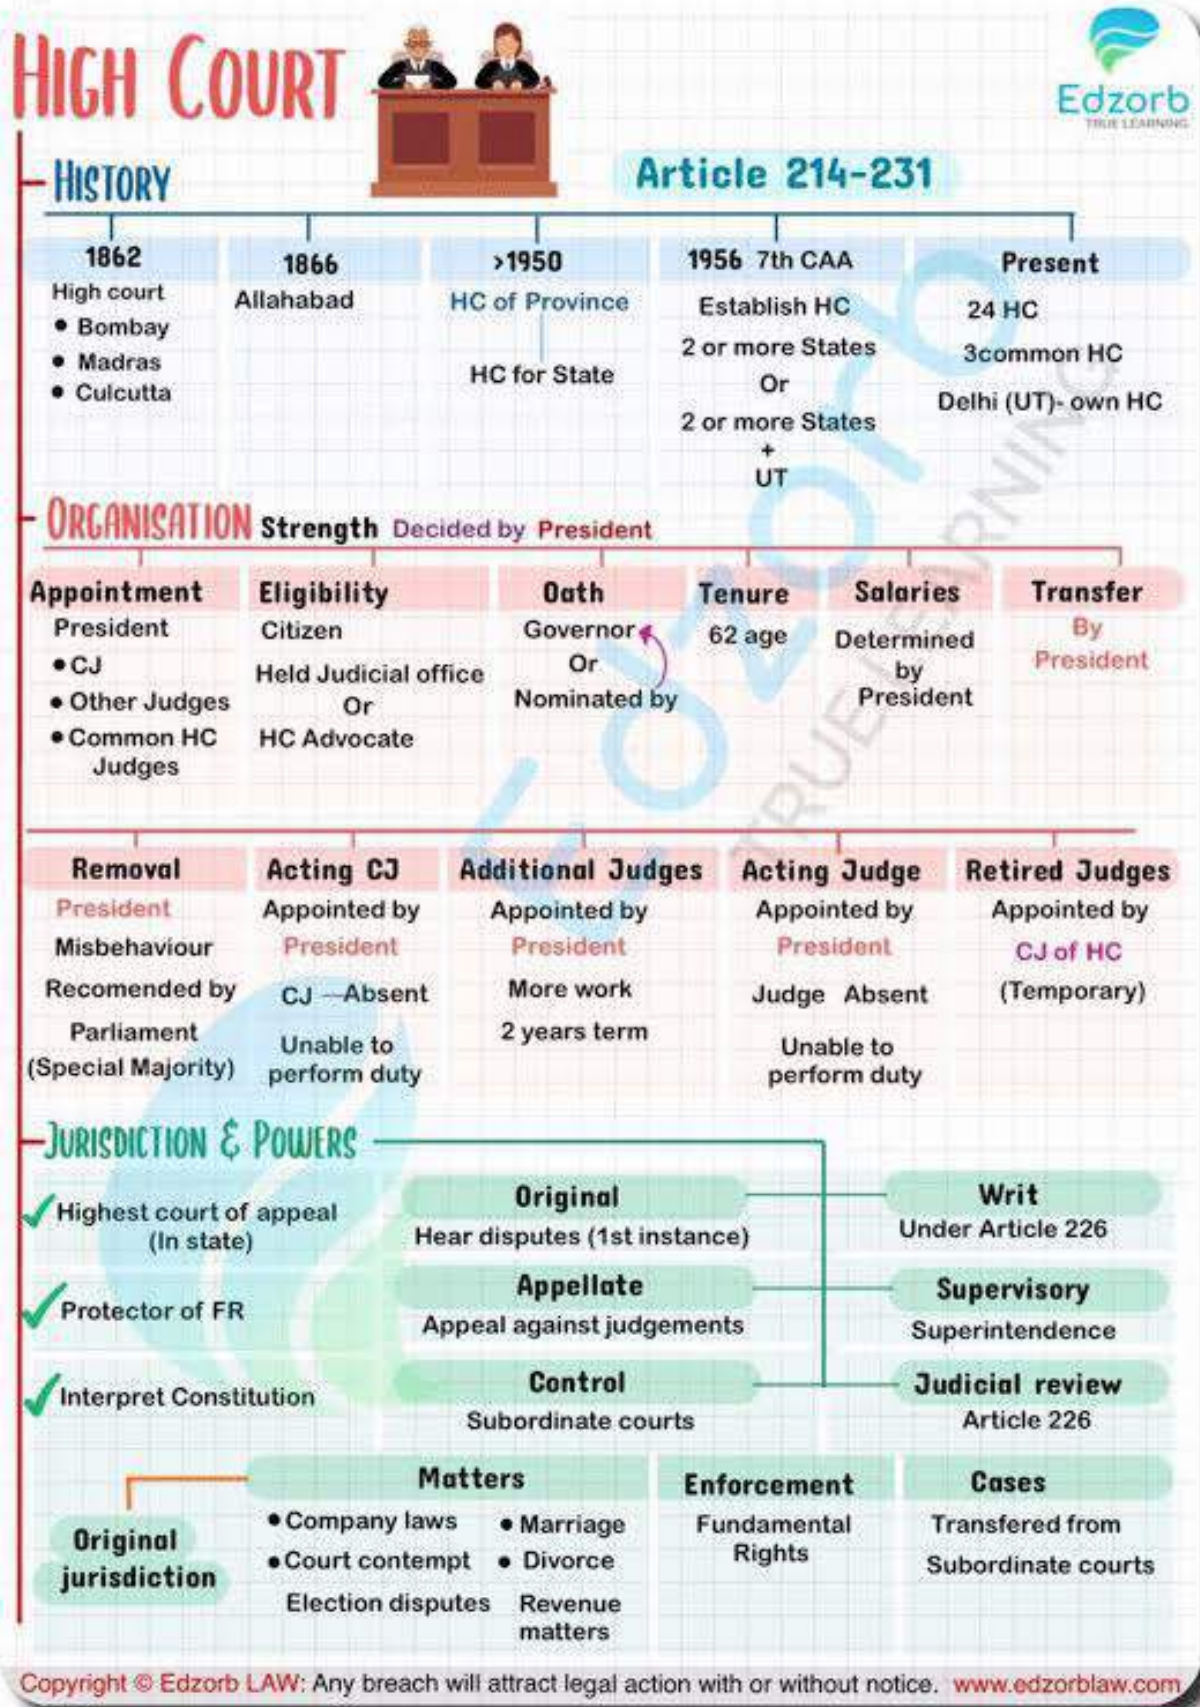 HIGH COURT
Edzorb
TRUE LEARNING
HISTORY
Article 214-231
1862
High court
• Bombay
• Madras
• Culcutta
1866
Allahabad
>1950
HC of Province
HC for State
1956 7th CAA
Establish HC
2 or more States
Or
2 or more States
+
UT
Present
24 HC
3common HC
Delhi (UT)- own HC
ORGANISATION Strength Decided by President
Appointment
President
• CJ
• Other Judges
• Common HC
Judges
Eligibility
Citizen
Held Judicial office
Or
HC Advocate
Oath
Governor
Or
Nominated by
Tenure
62 age
Salaries
Determined
by
President
Transfer
By
President
Removal
President
Misbehaviour
Recomended by
Parliament
(Special Majority)
Acting CJ
Appointed by
President
CJ – Absent
Unable to
perform duty
Additional Judges
Appointed by
President
More work
2 years term
Acting Judge
Appointed by
President
Judge Absent
Unable to
perform duty
Retired Judges
Appointed by
CJ of HC
(Temporary)
Edzorb
TRUE LEARNING
JURISDICTION & POWERS
Highest court of appeal
(In state)
Protector of FR
Interpret Constitution
Original
Hear disputes (1st instance)
Appellate
Appeal against judgements
Control
Subordinate courts
Writ
Under Article 226
Supervisory
Superintendence
Judicial review
Article 226
Original
jurisdiction
Matters
• Company laws
• Court contempt
Election disputes
• Marriage
• Divorce
Revenue
matters
Enforcement
Fundamental
Rights
Cases
Transfered from
Subordinate courts
Copyright © Edzorb LAW: Any breach will attract legal action with or without notice. www.edzorblaw.com